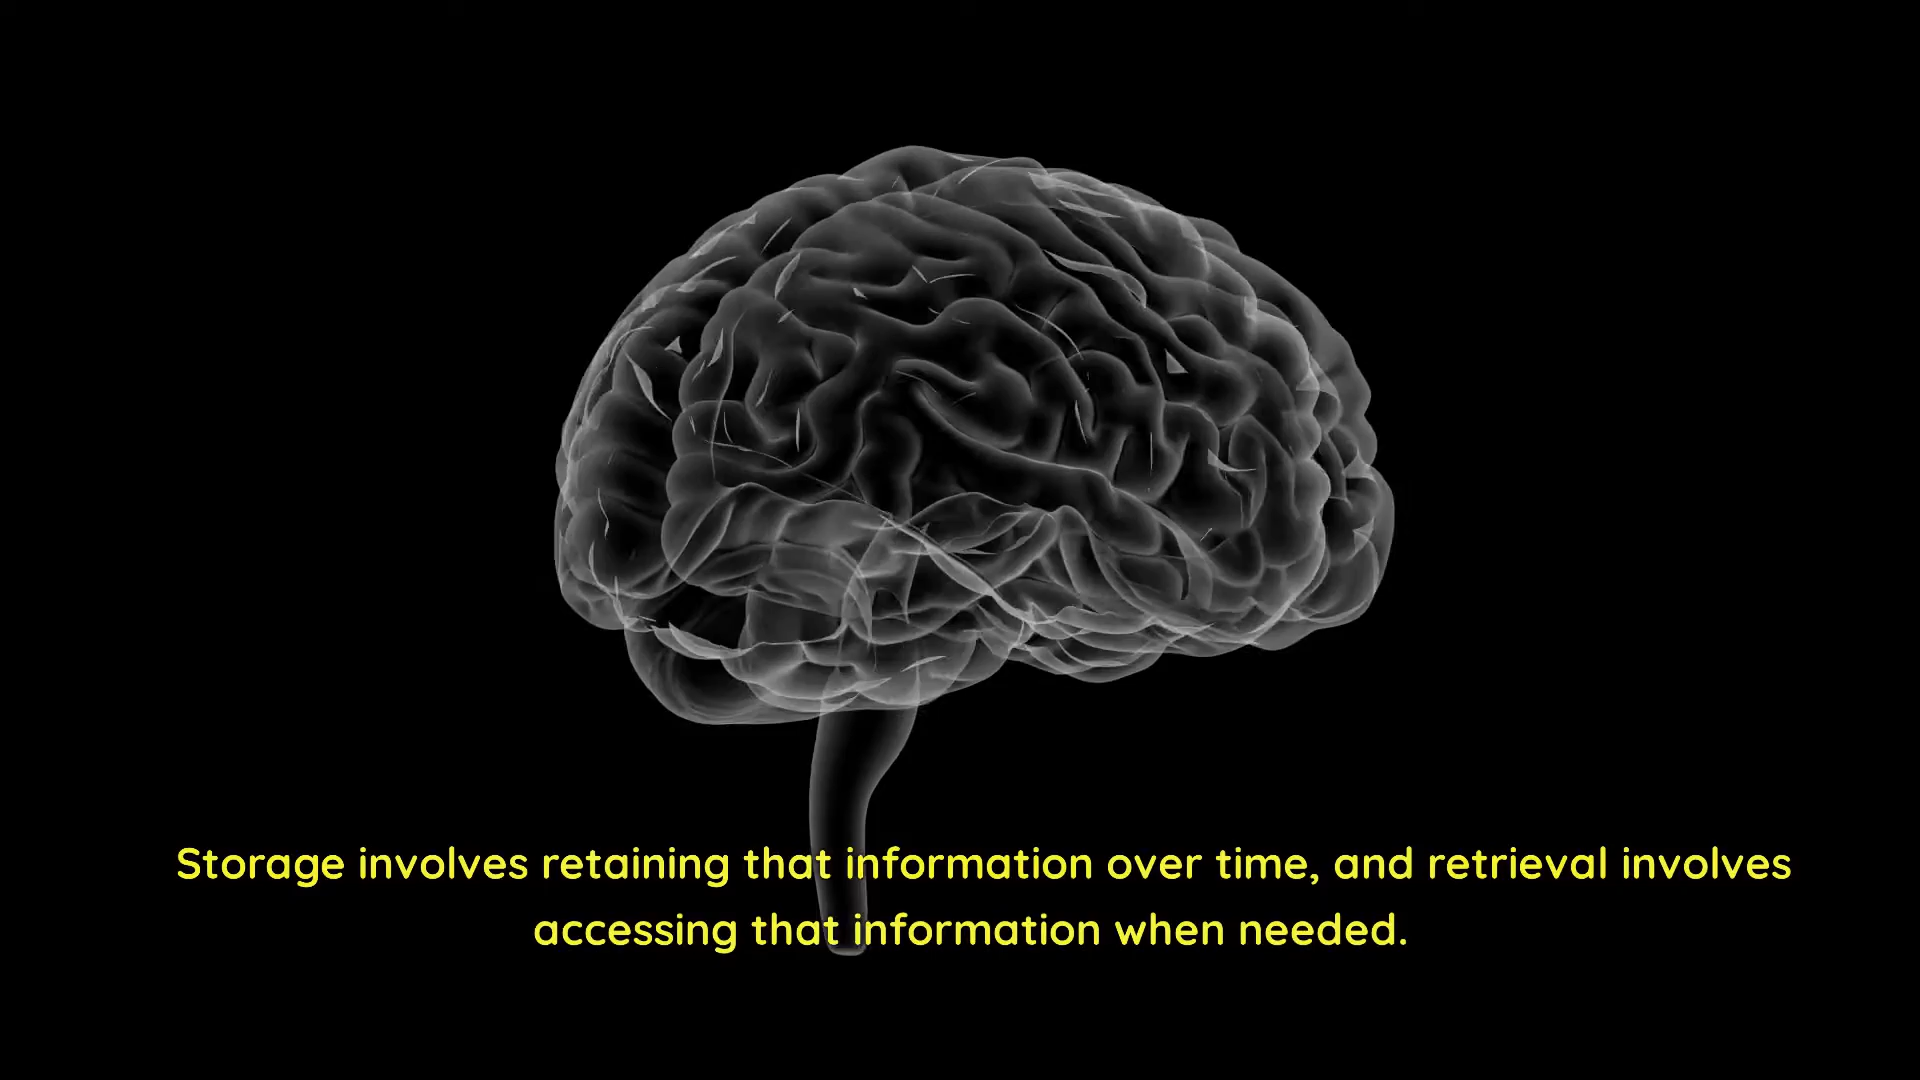 Storage involves retaining that information over time, and retrieval involves
accessing that information when needed.